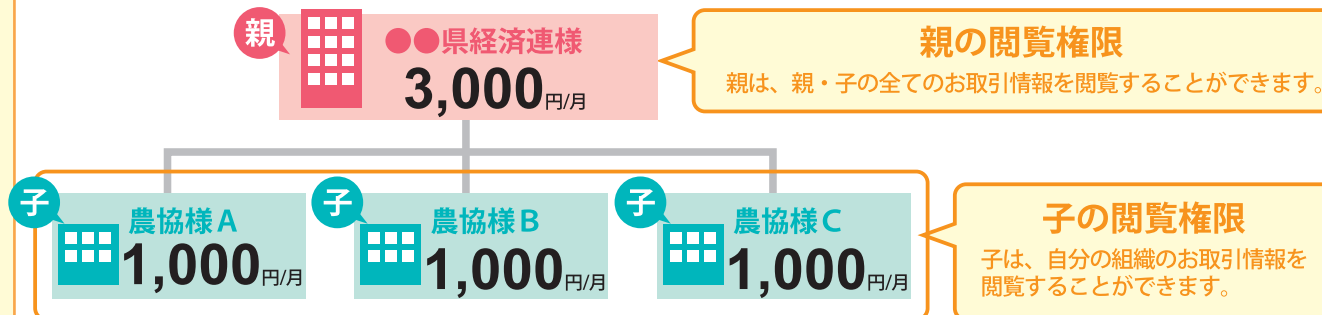 親
●●県経済連様
3,000円/月
親の閲覧権限
親は、親・子の全てのお取引情報を閲覧することができます。
子
農協様A
1,000円/月
子
農協様B
1,000円/月
子
農協様C
1,000円/月
子の閲覧権限
子は、自分の組織のお取引情報を
閲覧することができます。